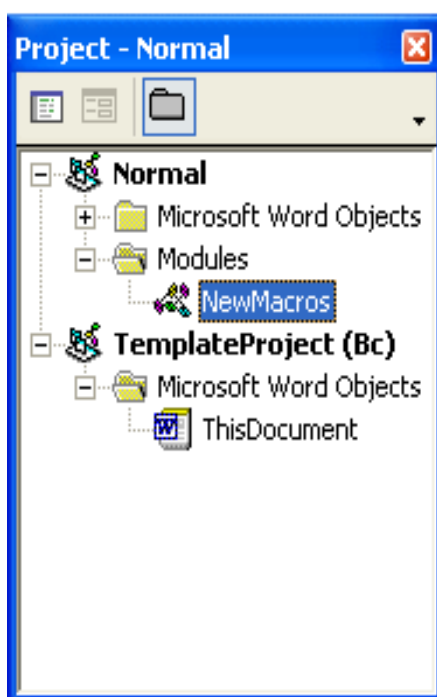 Project - Normal
Normal
Microsoft Word Objects
Modules
NewMacros
TemplateProject (Bc)
Microsoft Word Objects
ThisDocument